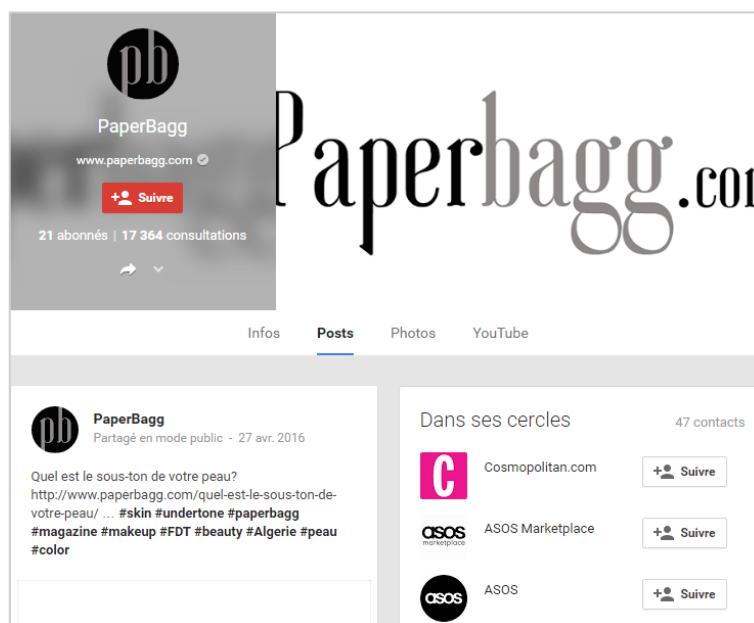 pb
PaperBagg
www.paperbagg.com
Suivre
21 abonnés | 17 364 consultations
Paperbagg.com
Infos Posts Photos YouTube
pb
PaperBagg
Partagé en mode public - 27 avr. 2016
Quel est le sous-ton de votre peau?
http://www.paperbagg.com/quel-est-le-sous-ton-de-
votre-peau/ … #skin #undertone #paperbagg
#magazine #makeup #FDT #beauty #Algerie #peau
#color
Dans ses cercles 47 contacts
C
Cosmopolitan.com Suivre
asos
marketplace
ASOS Marketplace Suivre
asos
ASOS Suivre